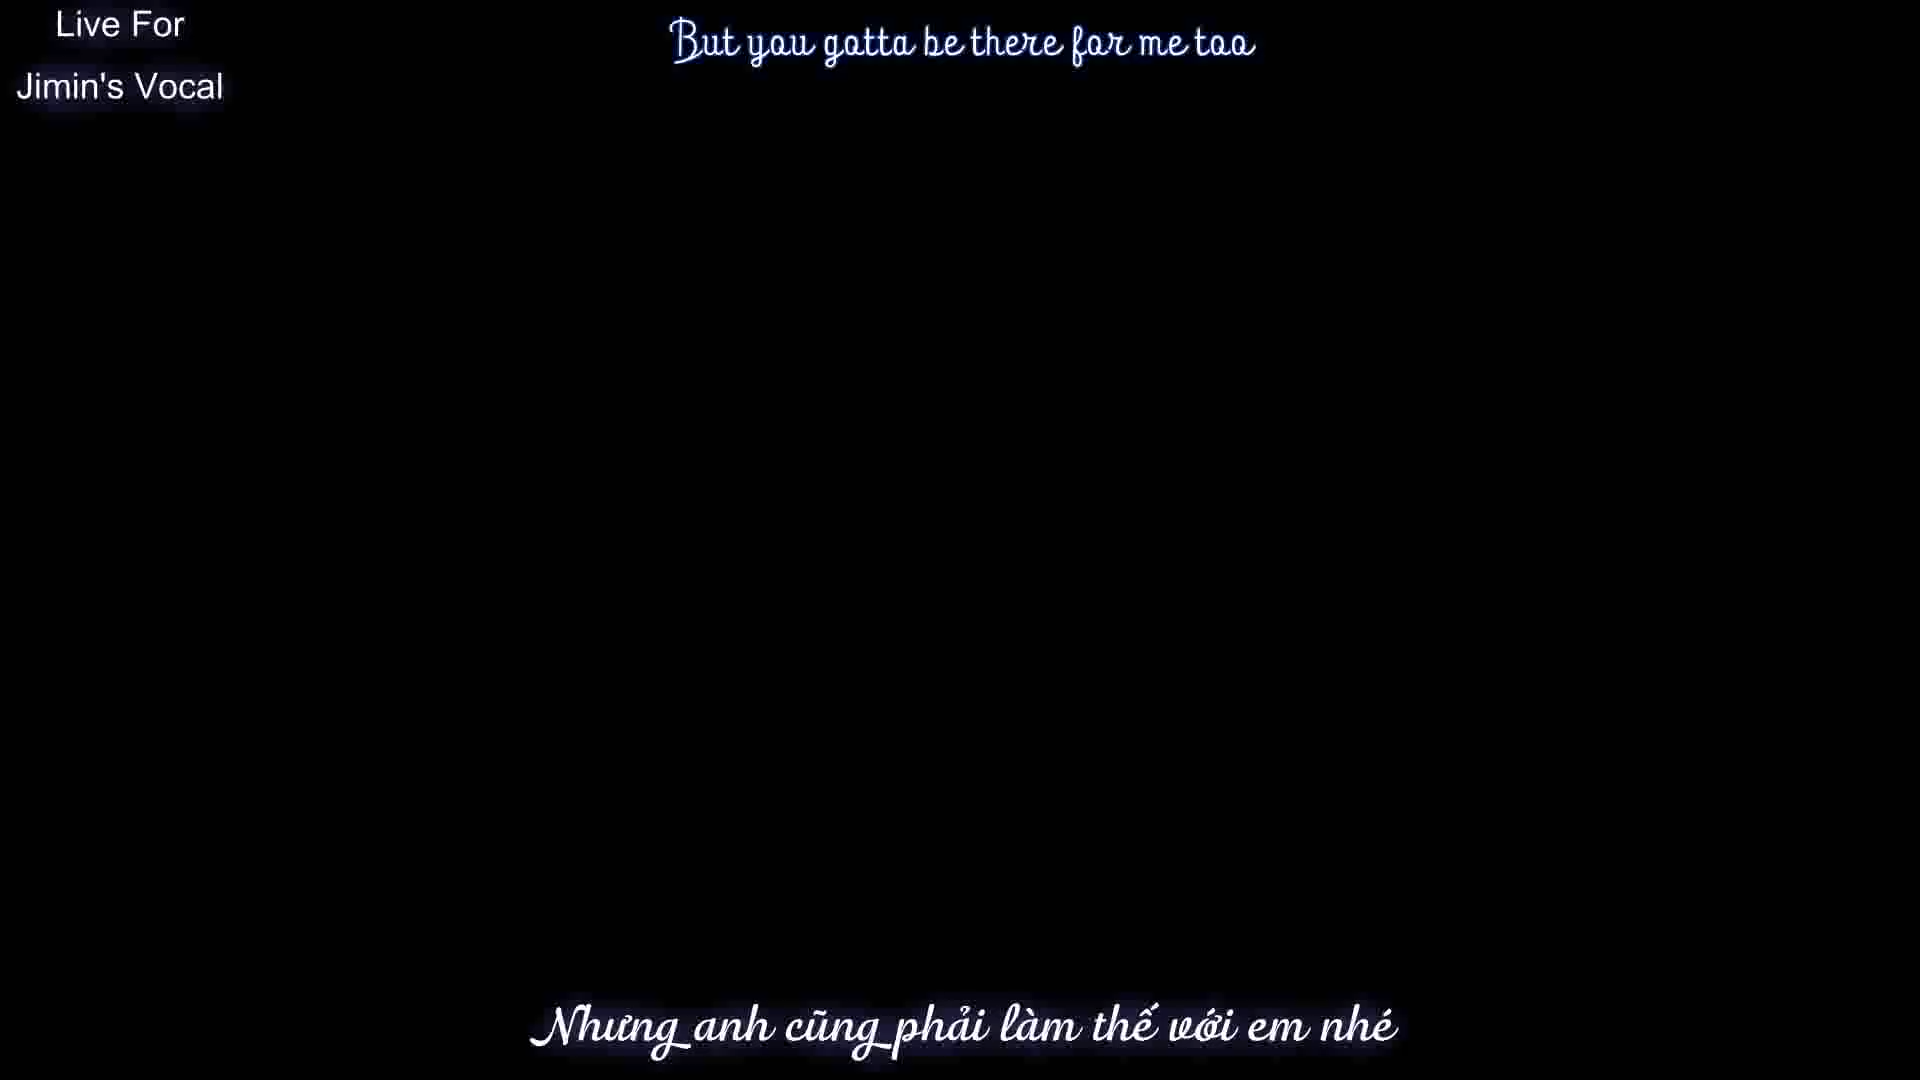 Live For
Jimin's Vocal
But you gotta be there for me too
Nhưng anh cũng phải làm thế với em nhé